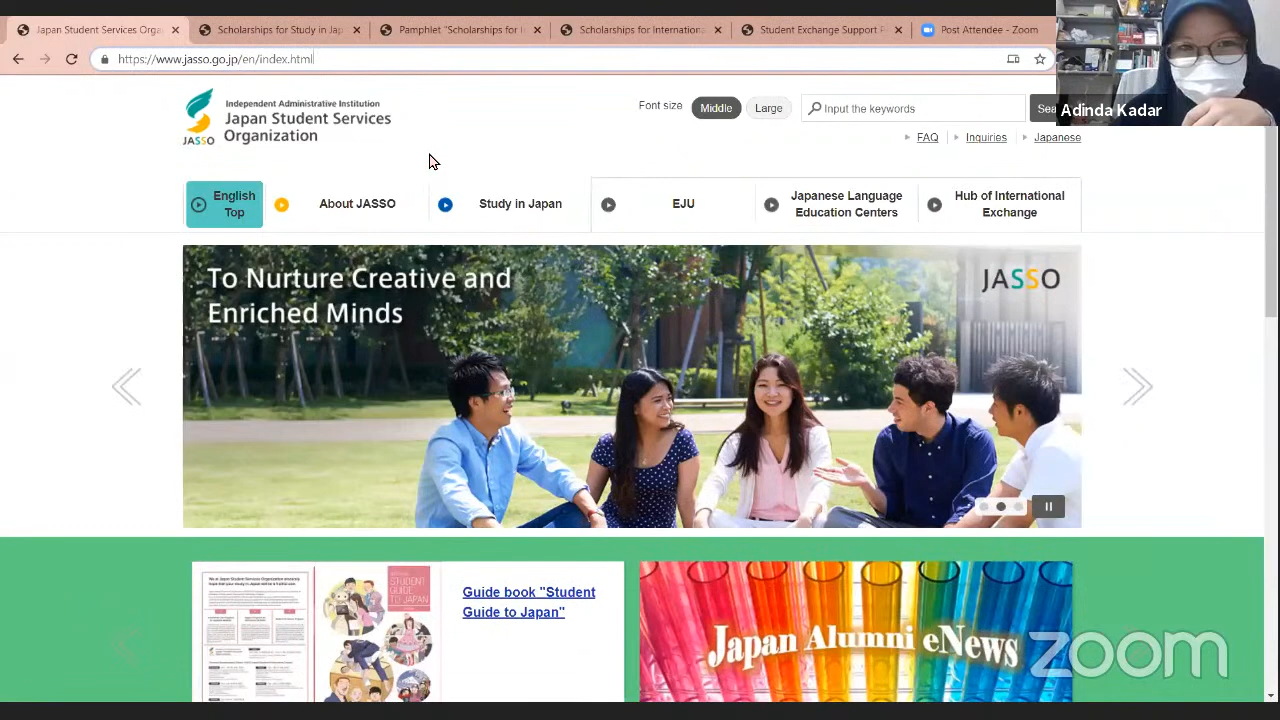 Japan Student Services Orga
Scholarships for Study in Ja
Pamphlet "Scholarships for I
Scholarships for Internation
Student Exchange Support
Post Attendee - Zoom
https://www.jasso.go.jp/en/index.html
Adinda Kadar
JASSO
Independent Administrative Institution
Japan Student Services
Organization
Font size
Middle
Large
Input the keywords
Sea
FAQ
Inquiries
Japanese
English
Top
About JASSO
Study in Japan
EJU
Japanese Language
Education Centers
Hub of International
Exchange
To Nurture Creative and
Enriched Minds
JASSO
STUDENT
GUIDE
TO JAPAN
Guide book "Student
Guide to Japan"
Japan Alumni eNews
zoom